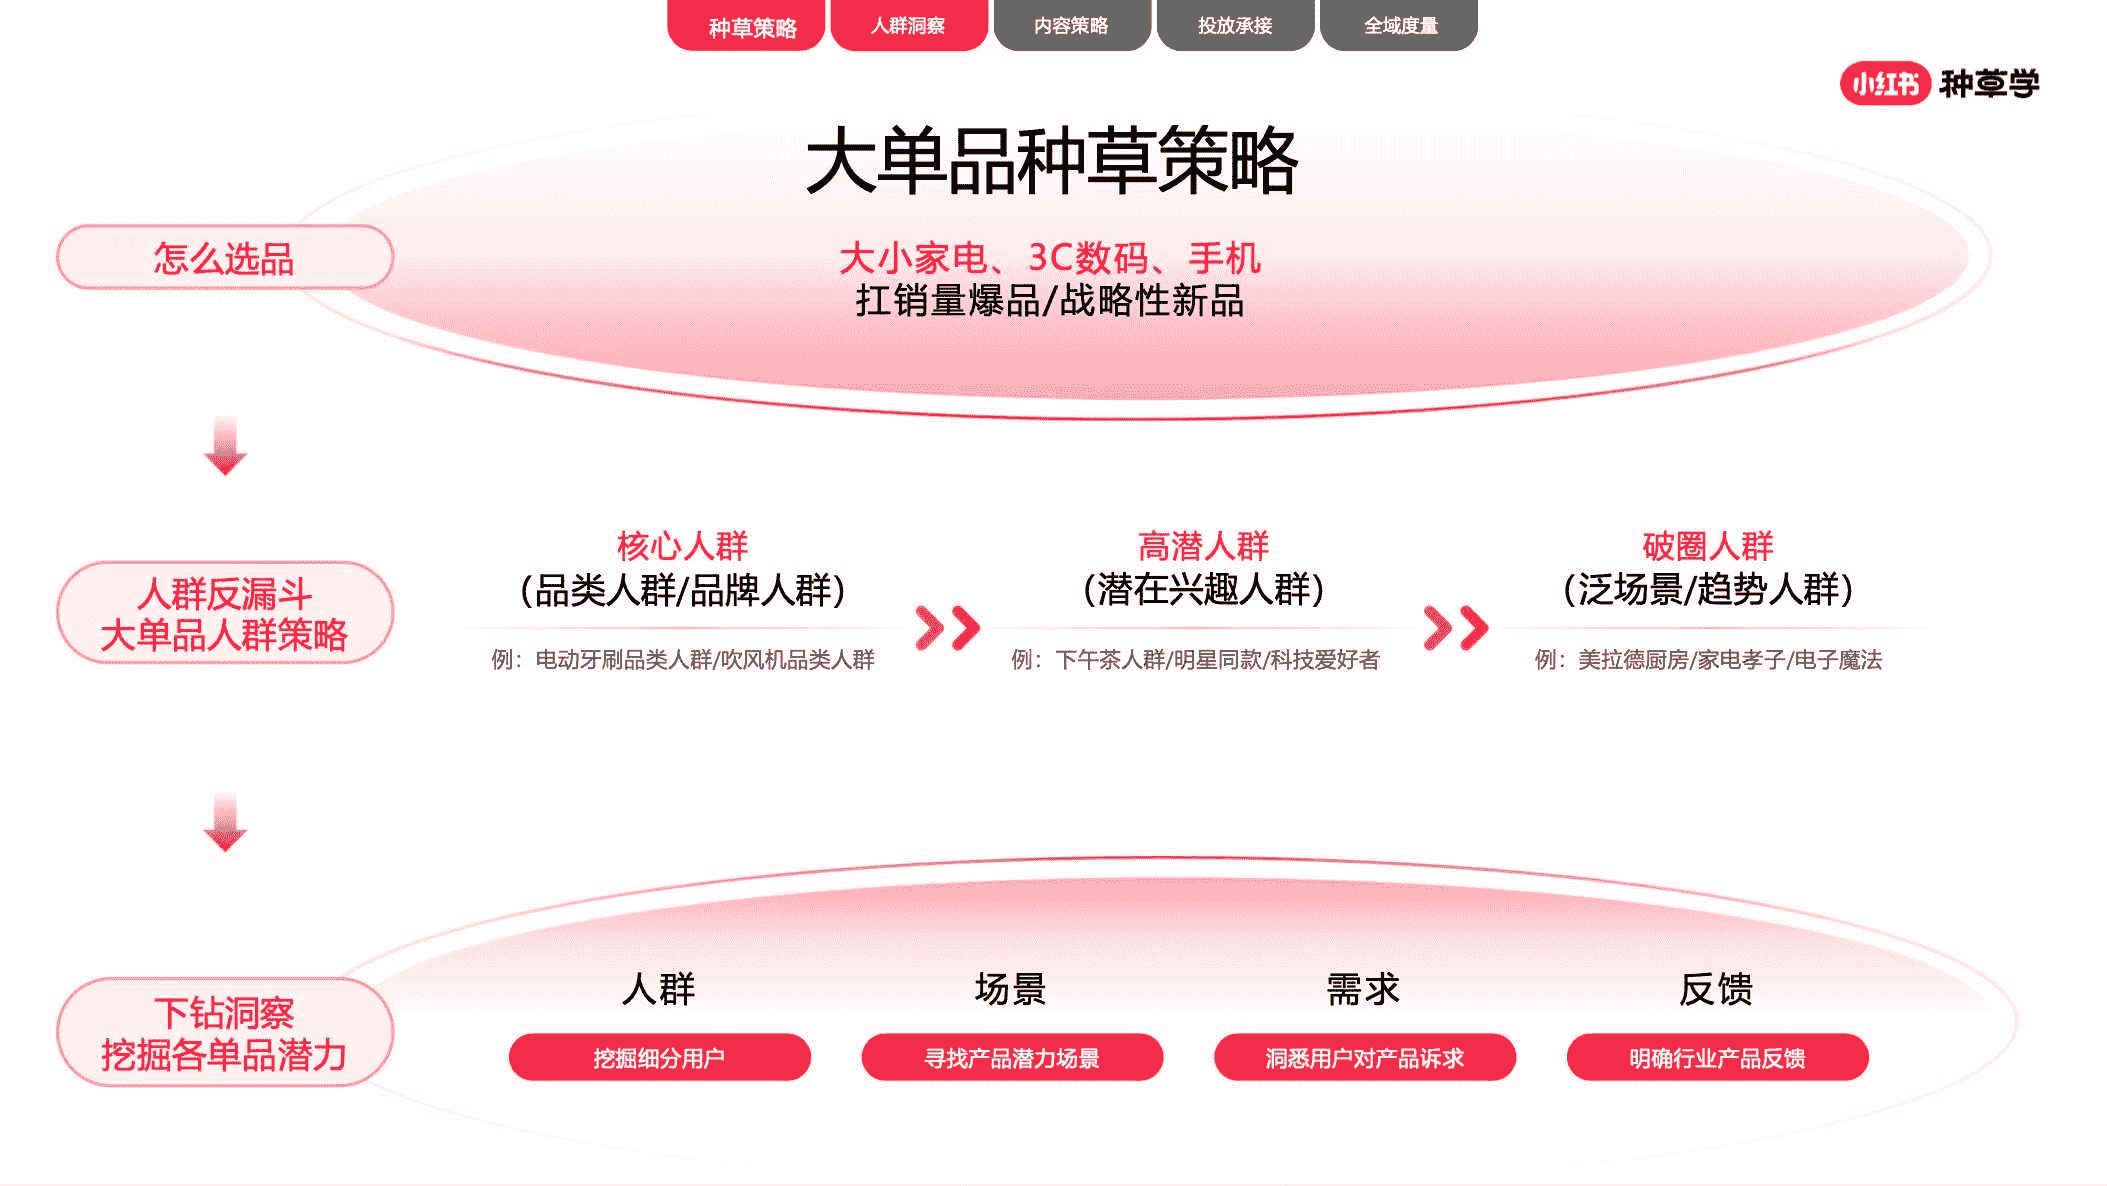 种草策略
人群洞察
内容策略
投放承接
全域度量
小红书 种草学
大单品种草策略
怎么选品
大小家电、3C数码、手机
扛销量爆品/战略性新品
人群反漏斗
大单品人群策略
核心人群
（品类人群/品牌人群）
例：电动牙刷品类人群/吹风机品类人群
高潜人群
（潜在兴趣人群）
例：下午茶人群/明星同款/科技爱好者
破圈人群
（泛场景/趋势人群）
例：美拉德厨房/家电孝子/电子魔法
下钻洞察
挖掘各单品潜力
人群
挖掘细分用户
场景
寻找产品潜力场景
需求
洞悉用户对产品诉求
反馈
明确行业产品反馈